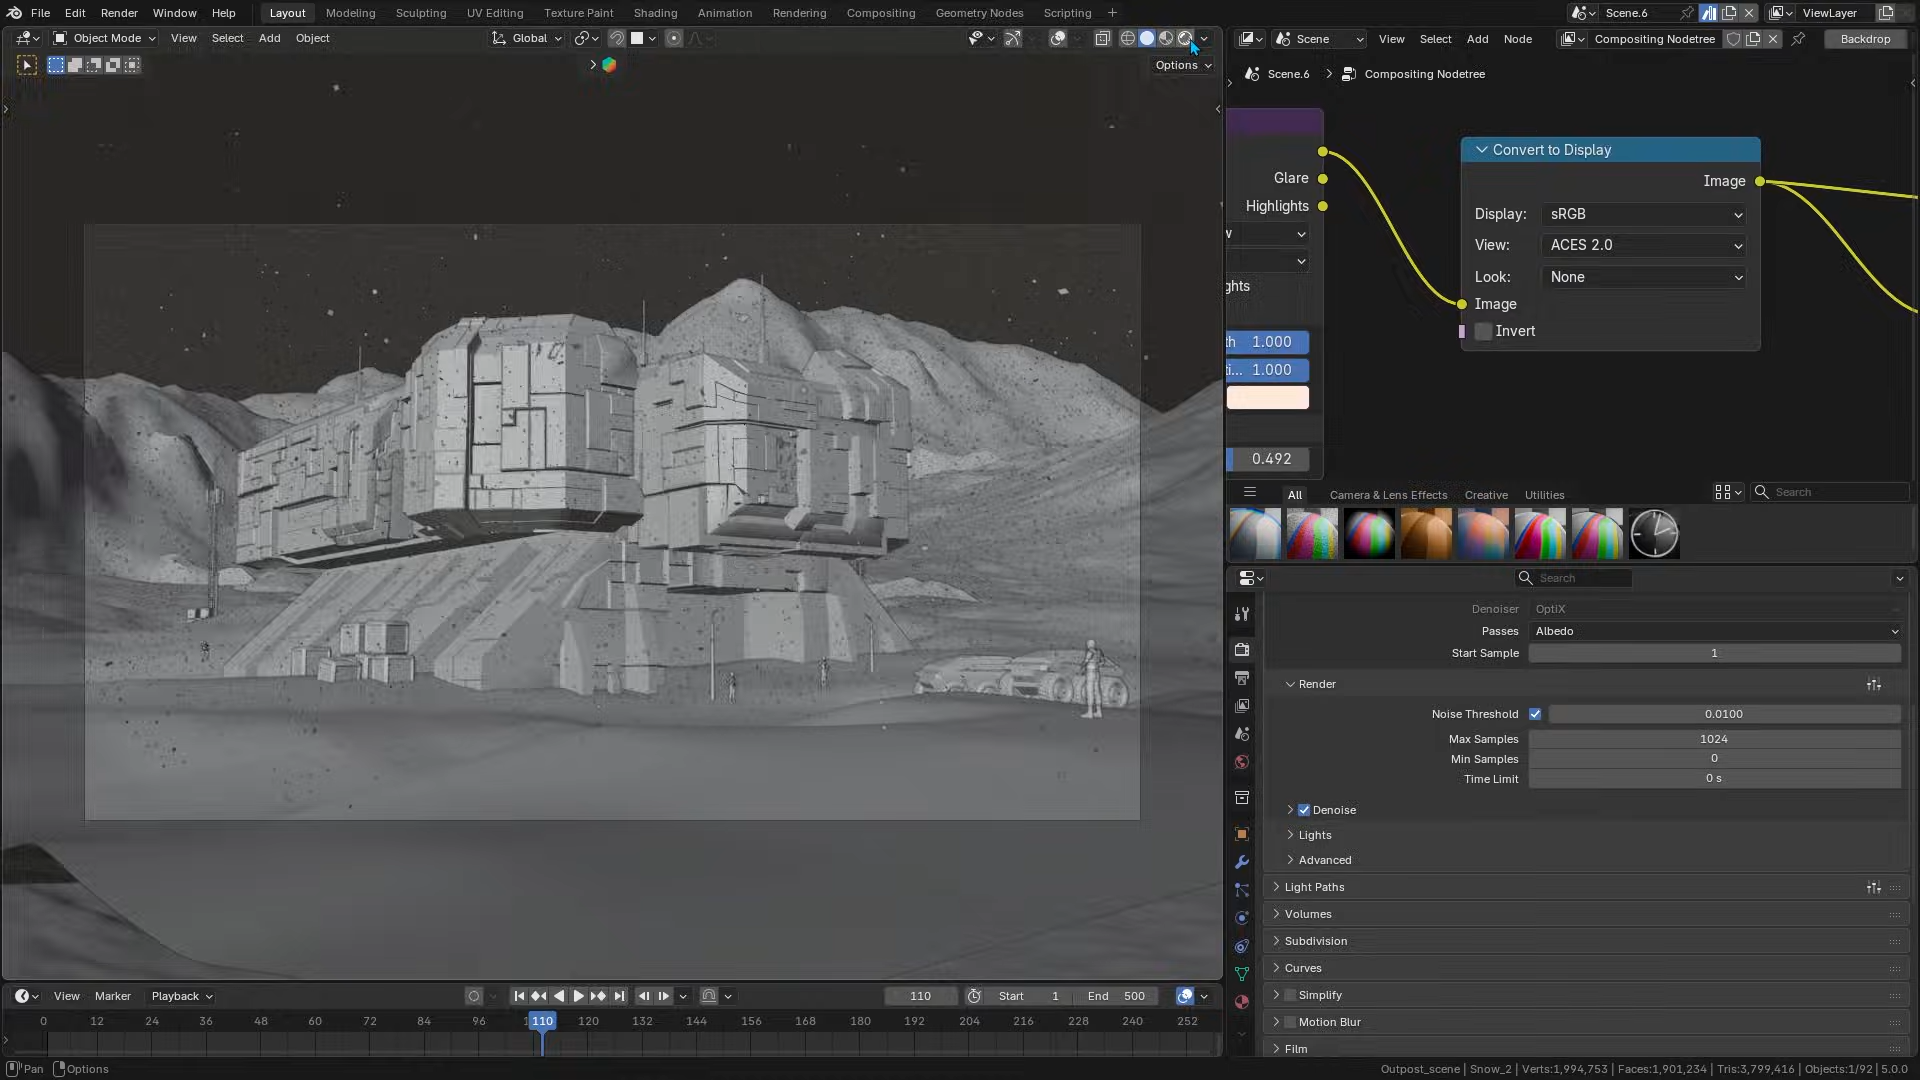 File Edit Render Window Help Layout Modeling Sculpting UV Editing Texture Paint Shading Animation Rendering Compositing Geometry Nodes Scripting + Scene.6 ViewLayer
Object Mode View Select Add Object Global
Scene View Select Add Node Compositing Nodetree Backdrop
Options
Scene.6 > Compositing Nodetree
Glare
Highlights
ghts
1.000
1.000
0.492
Convert to Display
Image
Display: sRGB
View: ACES 2.0
Look: None
Image
Invert
All Camera & Lens Effects Creative Utilities Search
Search
Denoiser OptiX
Passes Albedo
Start Sample 1
Render
Noise Threshold 0.0100
Max Samples 1024
Min Samples 0
Time Limit 0 s
Denoise
Lights
Advanced
Light Paths
Volumes
Subdivision
Curves
Simplify
Motion Blur
Film
View Marker Playback 110 Start 1 End 500
0 12 24 36 48 60 72 84 96 110 120 132 144 156 168 180 192 204 216 228 240 252
Pan Options
Outpost_scene | Snow_2 | Verts:1,994,753 | Faces:1,901,234 | Tris:3,799,416 | Objects:1/92 | 5.0.0